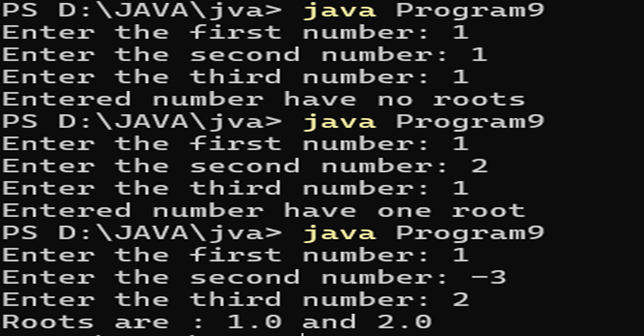 PS D:\JAVA\jva> java Program9
Enter the first number: 1
Enter the second number: 1
Enter the third number: 1
Entered number have no roots
PS D:\JAVA\jva> java Program9
Enter the first number: 1
Enter the second number: 2
Enter the third number: 1
Entered number have one root
PS D:\JAVA\jva> java Program9
Enter the first number: 1
Enter the second number: -3
Enter the third number: 2
Roots are : 1.0 and 2.0